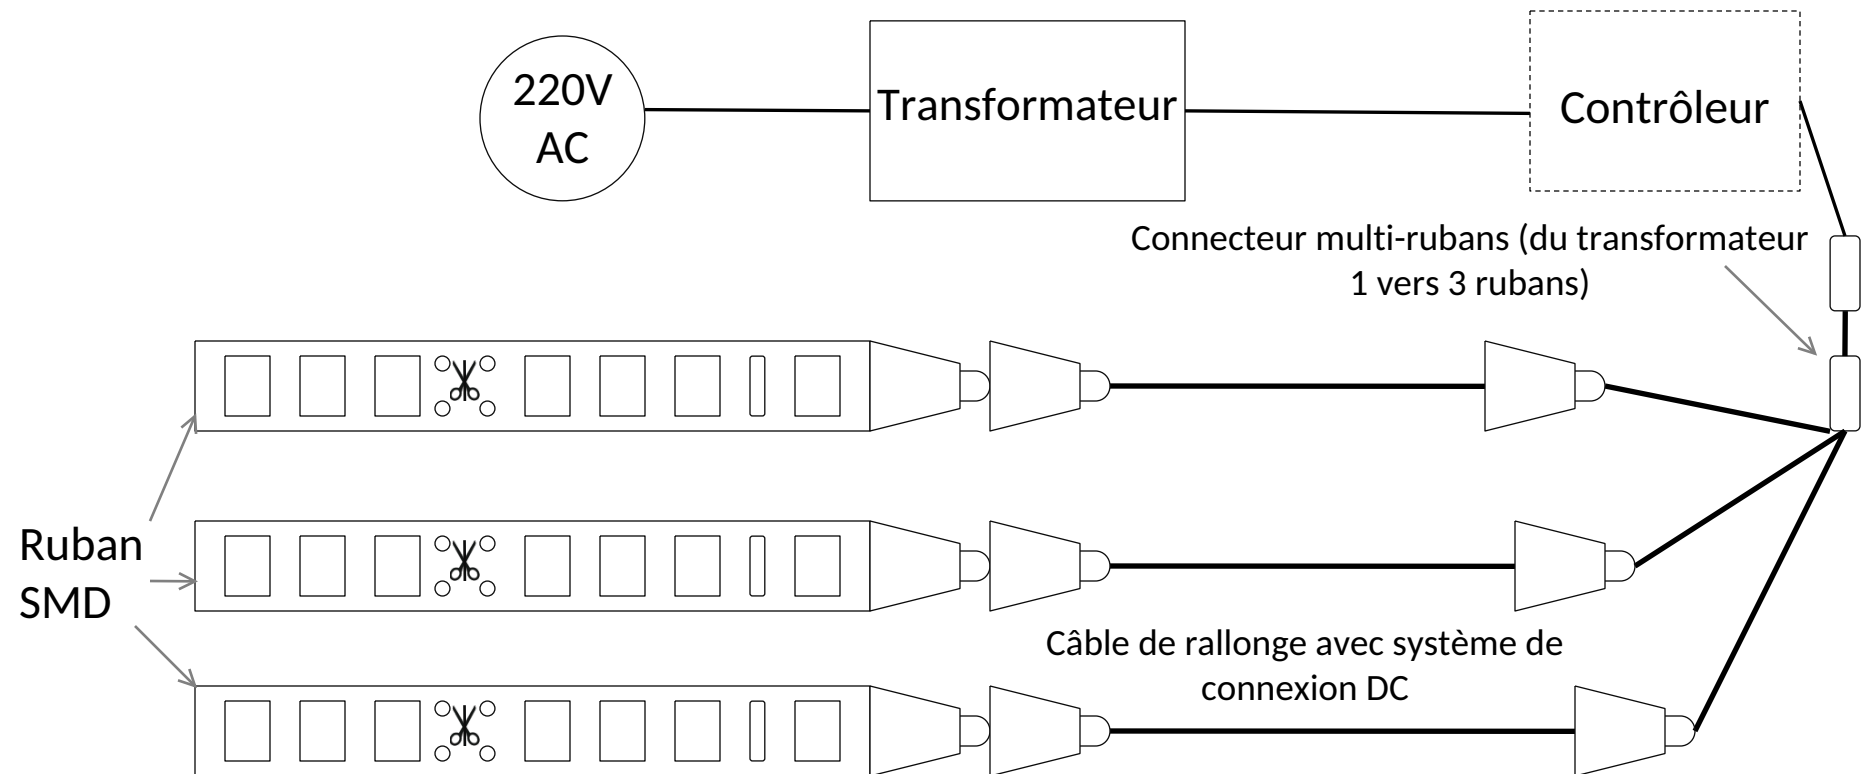 220V
AC
Transformateur
Contrôleur
Connecteur multi-rubans (du transformateur
1 vers 3 rubans)
Ruban
SMD
Câble de rallonge avec système de
connexion DC